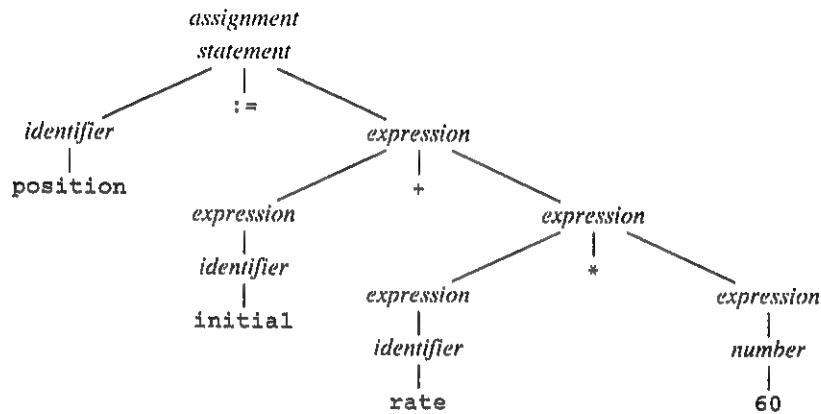 assignment
statement
identifier := expression
position
expression + expression
identifier expression * expression
initial identifier number
rate 60